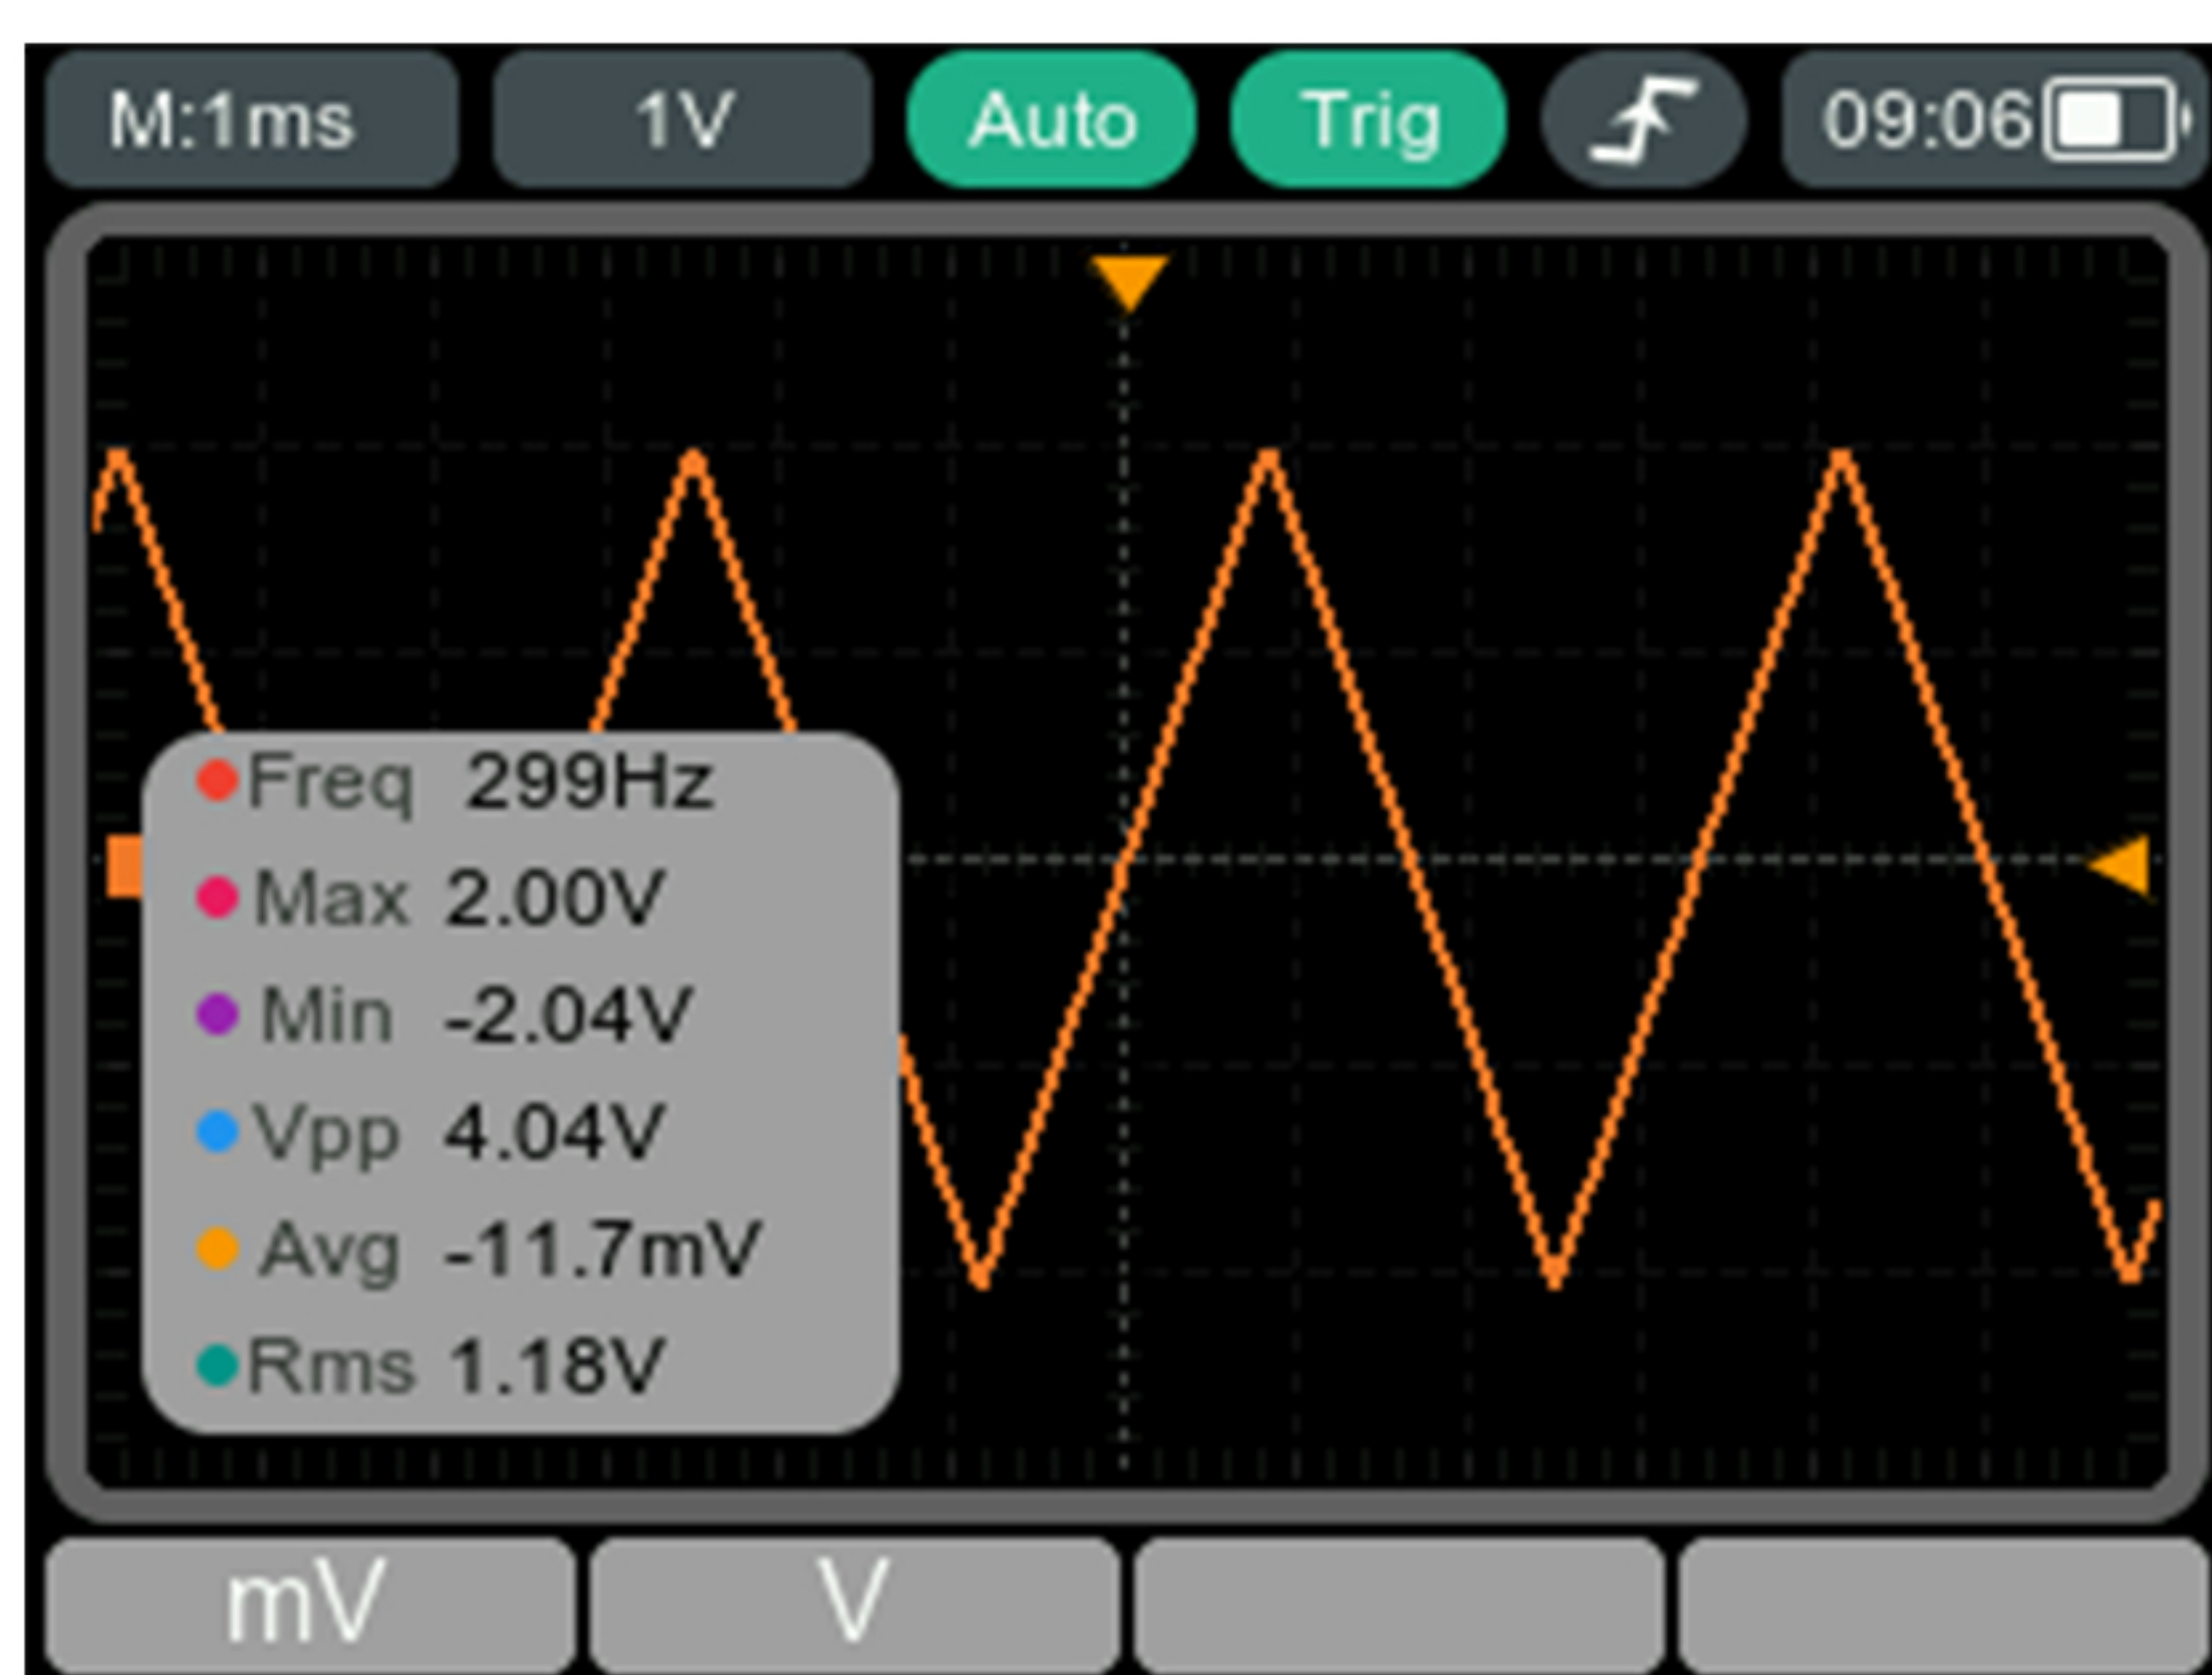 M:1ms 1V Auto Trig 09:06
Freq 299Hz
Max 2.00V
Min -2.04V
Vpp 4.04V
Avg -11.7mV
Rms 1.18V
mV V